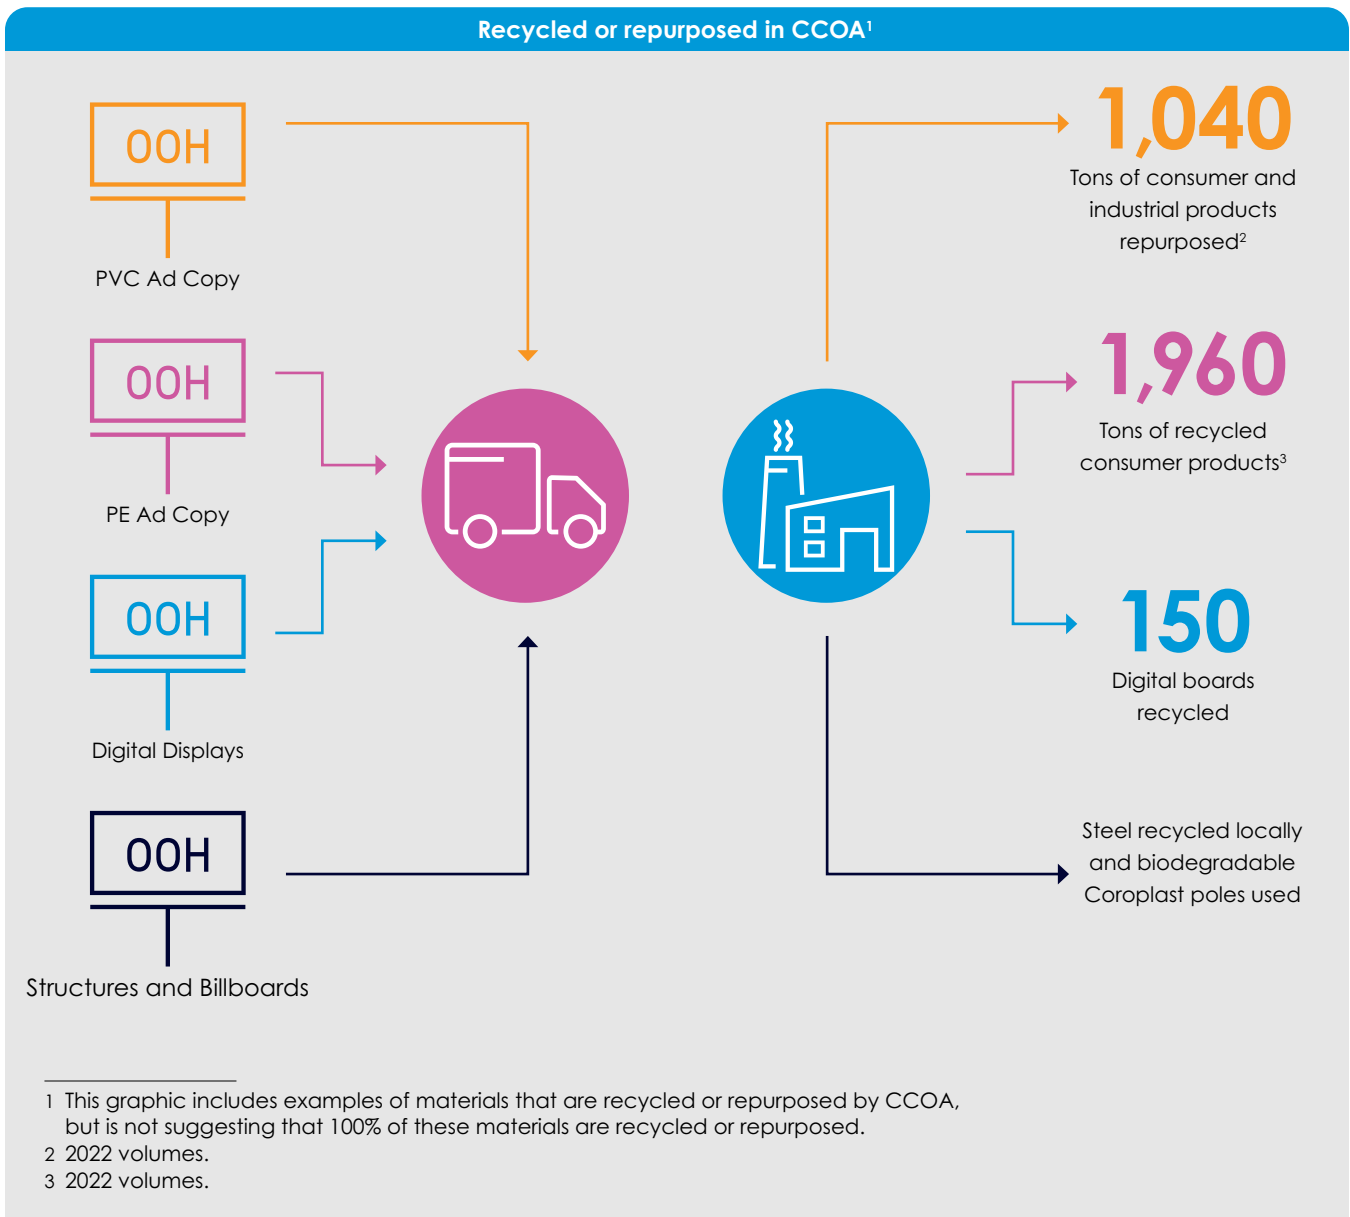 Recycled or repurposed in CCOA¹
OOH
PVC Ad Copy
OOH
PE Ad Copy
OOH
Digital Displays
OOH
Structures and Billboards
1,040
Tons of consumer and
industrial products
repurposed²
1,960
Tons of recycled
consumer products³
150
Digital boards
recycled
Steel recycled locally
and biodegradable
Coroplast poles used
1 This graphic includes examples of materials that are recycled or repurposed by CCOA,
but is not suggesting that 100% of these materials are recycled or repurposed.
2 2022 volumes.
3 2022 volumes.